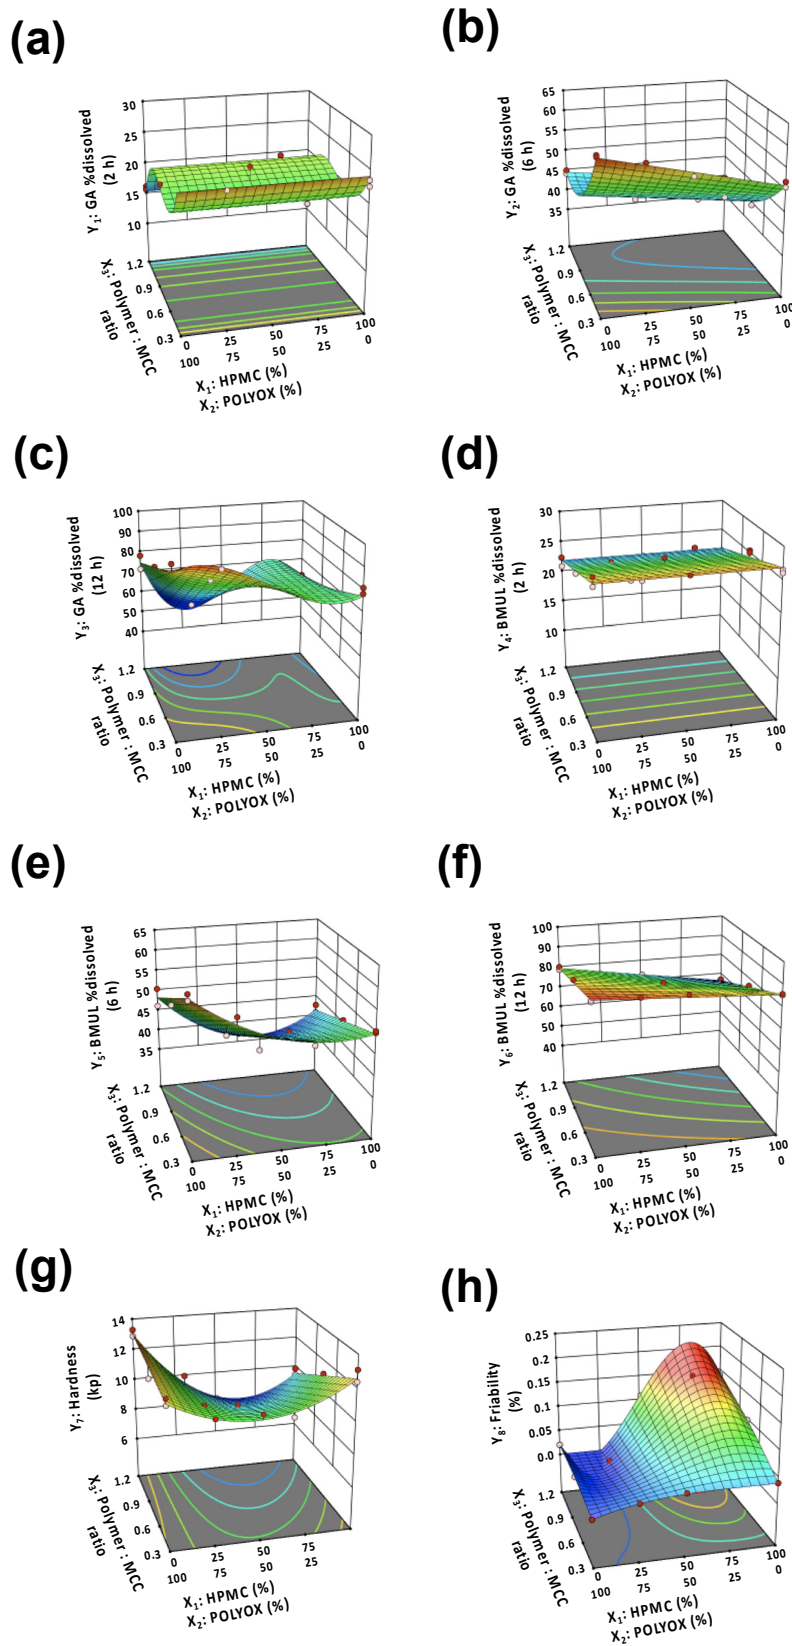 (a)
30
25
20
15
10
Y1: GA %dissolved
(2 h)
1.2
0.9
0.6
0.3
X3: Polymer : MCC
ratio
0 25 50 75 100
100 75 50 25 0
X1: HPMC (%)
X2: POLYOX (%)
(b)
65
60
55
50
45
40
35
Y2: GA %dissolved
(6 h)
1.2
0.9
0.6
0.3
X3: Polymer : MCC
ratio
0 25 50 75 100
100 75 50 25 0
X1: HPMC (%)
X2: POLYOX (%)
(c)
100
90
80
70
60
50
40
Y3: GA %dissolved
(12 h)
1.2
0.9
0.6
0.3
X3: Polymer : MCC
ratio
0 25 50 75 100
100 75 50 25 0
X1: HPMC (%)
X2: POLYOX (%)
(d)
30
25
20
15
10
Y4: BMUL %dissolved
(2 h)
1.2
0.9
0.6
0.3
X3: Polymer : MCC
ratio
0 25 50 75 100
100 75 50 25 0
X1: HPMC (%)
X2: POLYOX (%)
(e)
65
60
55
50
45
40
35
Y5: BMUL %dissolved
(6 h)
1.2
0.9
0.6
0.3
X3: Polymer : MCC
ratio
0 25 50 75 100
100 75 50 25 0
X1: HPMC (%)
X2: POLYOX (%)
(f)
100
90
80
70
60
50
40
Y6: BMUL %dissolved
(12 h)
1.2
0.9
0.6
0.3
X3: Polymer : MCC
ratio
0 25 50 75 100
100 75 50 25 0
X1: HPMC (%)
X2: POLYOX (%)
(g)
14
12
10
8
6
Y7: Hardness
(kp)
1.2
0.9
0.6
0.3
X3: Polymer : MCC
ratio
0 25 50 75 100
100 75 50 25
X1: HPMC (%)
X2: POLYOX (%)
(h)
0.25
0.2
0.15
0.1
0.05
0.0
Y8: Friability
(%)
1.2
0.9
0.6
0.3
X3: Polymer : MCC
ratio
0 25 50 75 100
100 75 50 25 0
X1: HPMC (%)
X2: POLYOX (%)